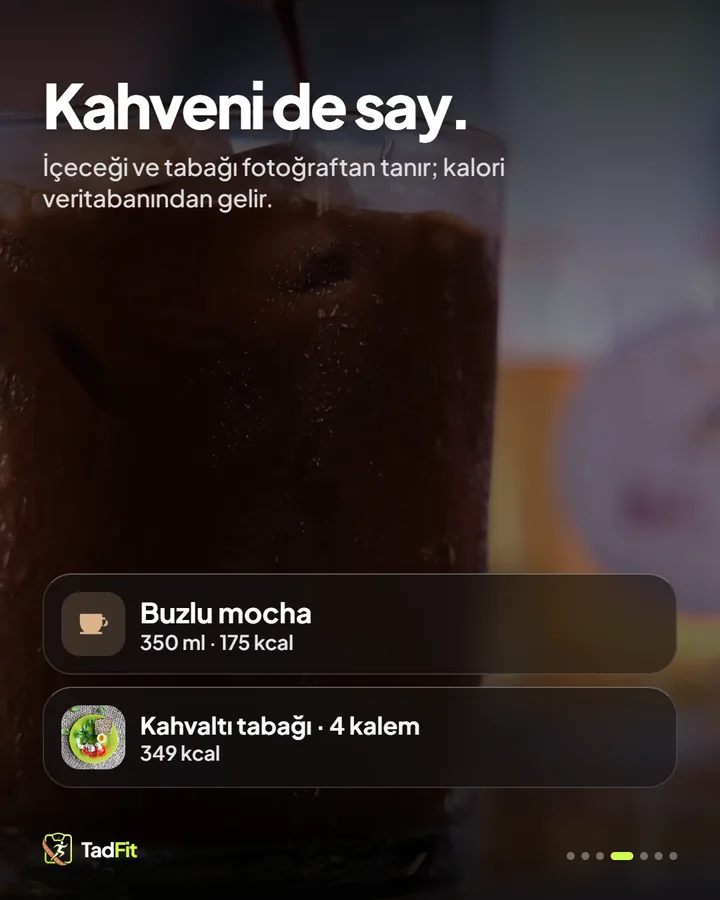 Kahveni de say.
İçeceği ve tabağı fotoğraftan tanır; kalori
veritabanından gelir.
Buzlu mocha
350 ml · 175 kcal
Kahvaltı tabağı · 4 kalem
349 kcal
TadFit